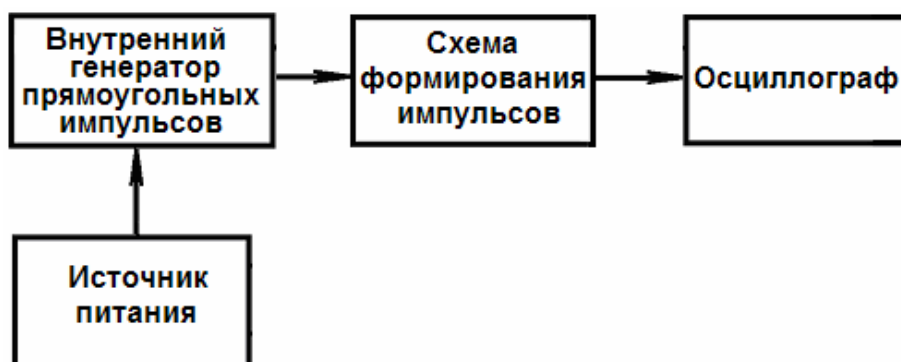 Внутренний
генератор
прямоугольных
импульсов
Схема
формирования
импульсов
Осциллограф
Источник
питания